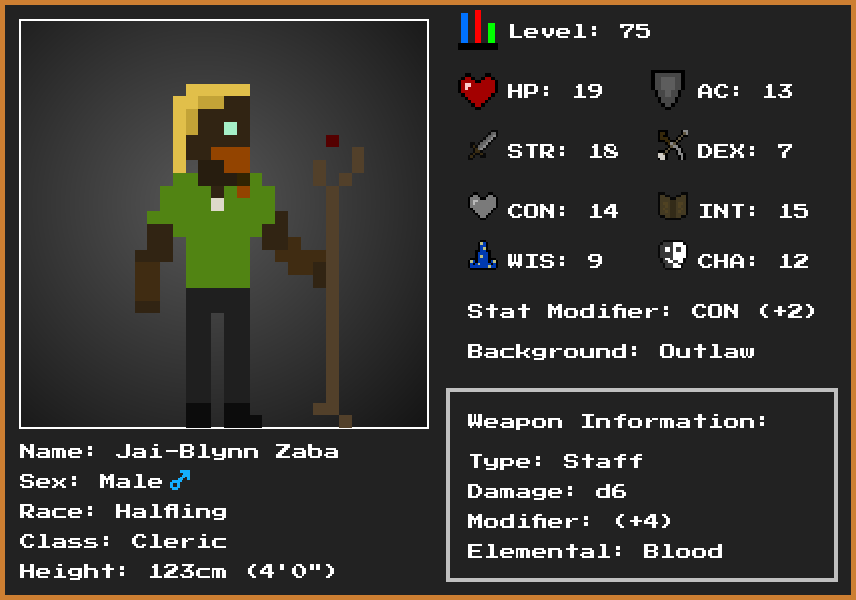 Level: 75
HP: 19
AC: 13
STR: 18
DEX: 7
CON: 14
INT: 15
WIS: 9
CHA: 12
Stat Modifier: CON (+2)
Background: Outlaw
Weapon Information:
Type: Staff
Damage: d6
Modifier: (+4)
Elemental: Blood
Name: Jai-Blynn Zaba
Sex: Male ♂
Race: Halfling
Class: Cleric
Height: 123cm (4'0")